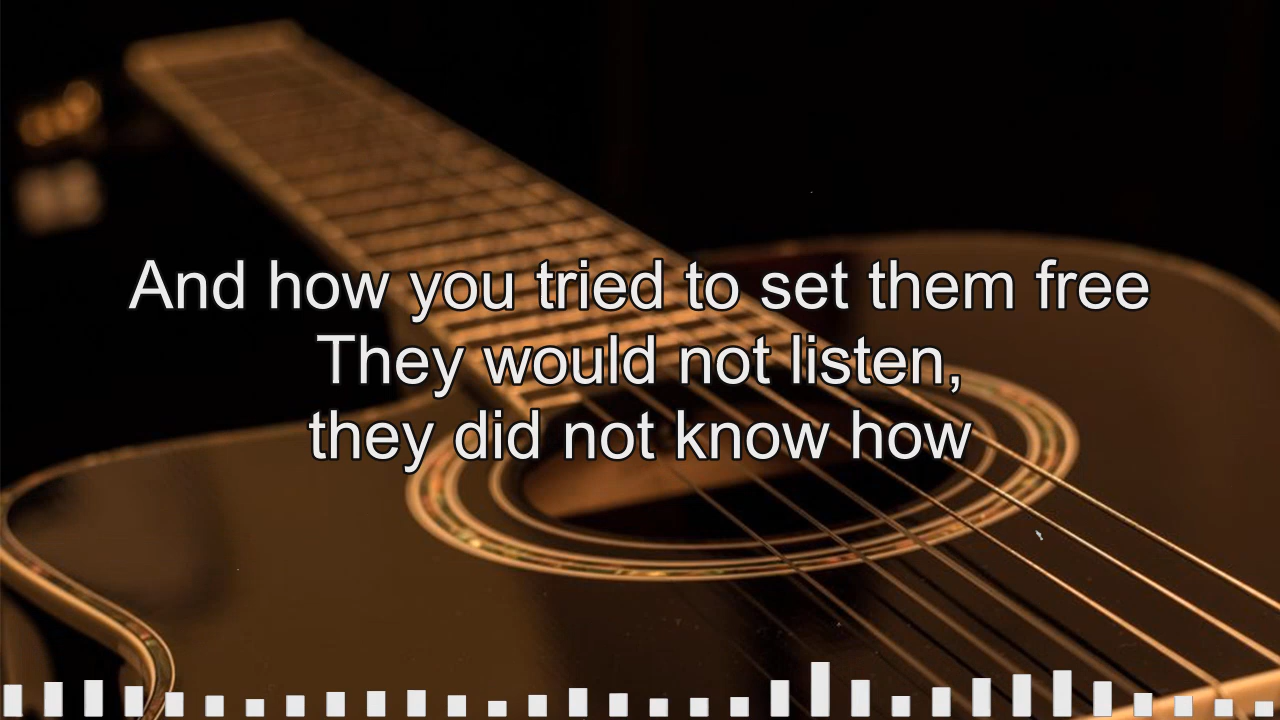 And how you tried to set them free
They would not listen,
they did not know how